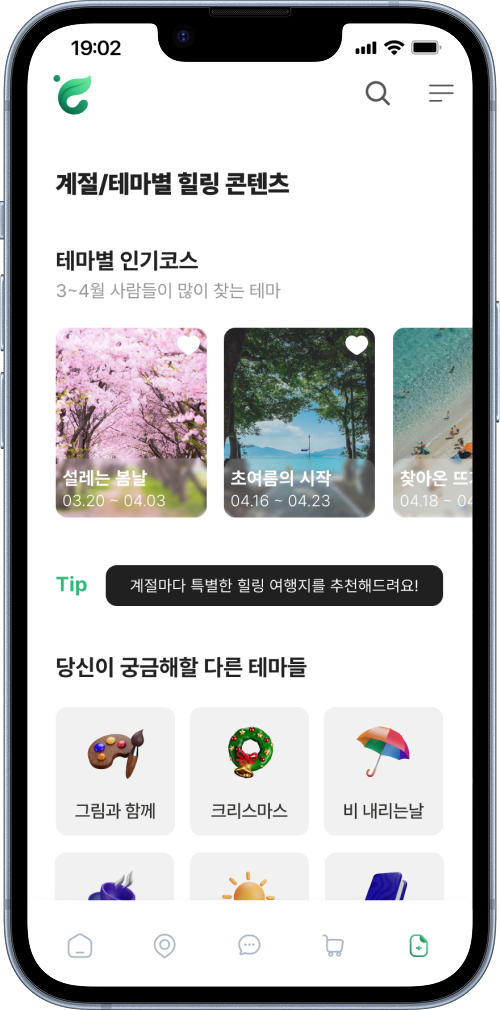 19:02
계절/테마별 힐링 콘텐츠
테마별 인기코스
3~4월 사람들이 많이 찾는 테마
설레는 봄날
03.20 ~ 04.03
초여름의 시작
04.16 ~ 04.23
찾아온
04.18 ~
Tip
계절마다 특별한 힐링 여행지를 추천해드려요!
당신이 궁금해할 다른 테마들
그림과 함께
크리스마스
비 내리는날